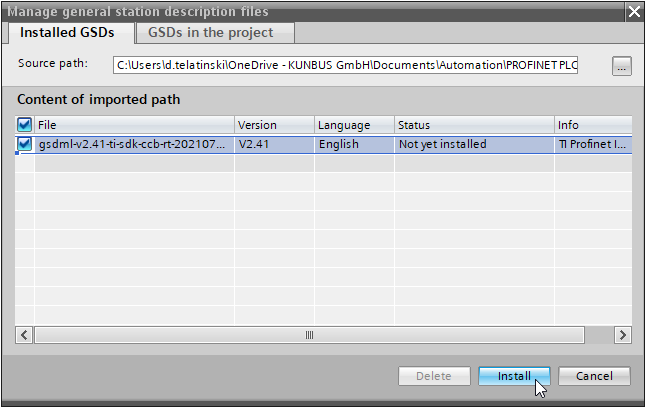 Manage general station description files
Installed GSDs GSDs in the project
Source path: C:\Users\d.telatinski\OneDrive - KUNBUS GmbH\Documents\Automation\PROFINET PLC ...
Content of imported path
File Version Language Status Info
gsdml-v2.41-ti-sdk-ccb-rt-202107... V2.41 English Not yet installed TI Profinet I...
Delete Install Cancel